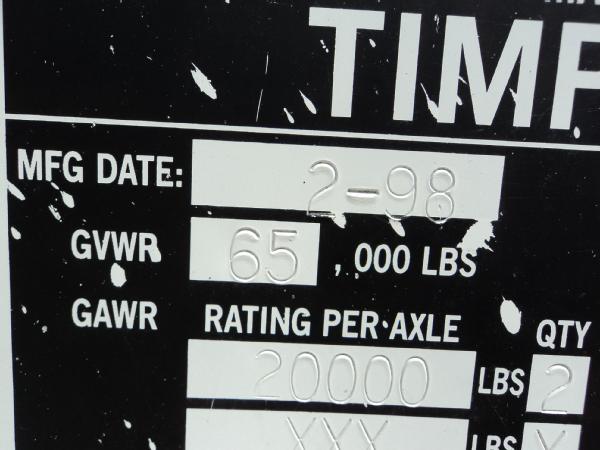 TIMP
MFG DATE: 2-98
GVWR 65,000 LBS
GAWR RATING PER AXLE QTY
20000 LBS 2
XXX LBS X